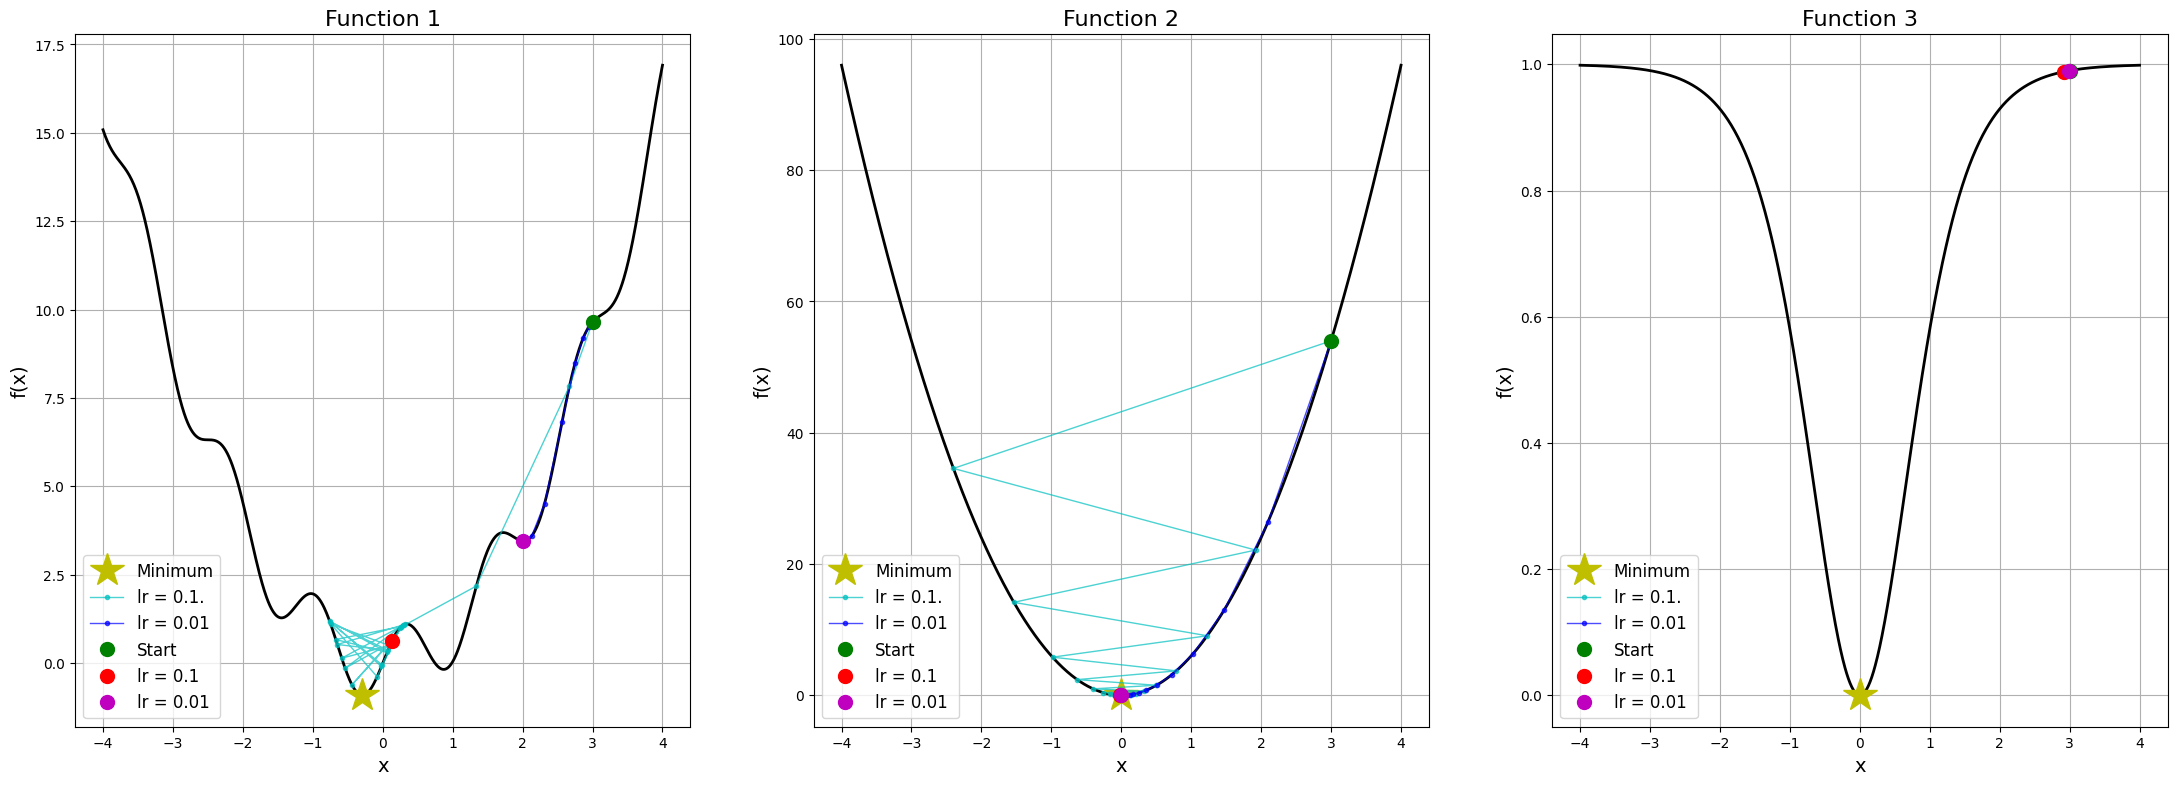 Function 1
f(x)
17.5
15.0
12.5
10.0
7.5
5.0
2.5
0.0
Minimum
lr = 0.1.
lr = 0.01
Start
lr = 0.1
lr = 0.01
−4 −3 −2 −1 0 1 2 3 4
x
Function 2
f(x)
100
80
60
40
20
0
Minimum
lr = 0.1.
lr = 0.01
Start
lr = 0.1
lr = 0.01
−4 −3 −2 −1 0 1 2 3 4
x
Function 3
f(x)
1.0
0.8
0.6
0.4
0.2
0.0
Minimum
lr = 0.1.
lr = 0.01
Start
lr = 0.1
lr = 0.01
−4 −3 −2 −1 0 1 2 3 4
x